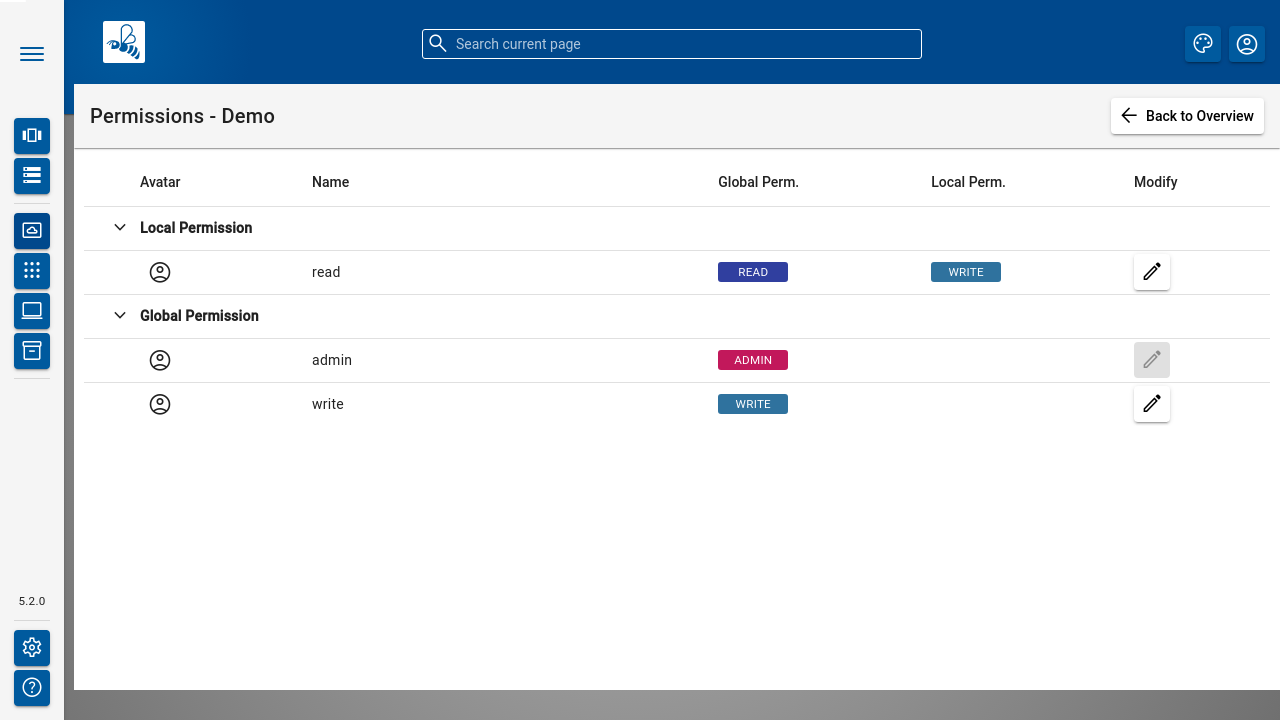 Search current page
Permissions - Demo
Back to Overview
Avatar Name Global Perm. Local Perm. Modify
Local Permission
read READ WRITE
Global Permission
admin ADMIN
write WRITE
5.2.0